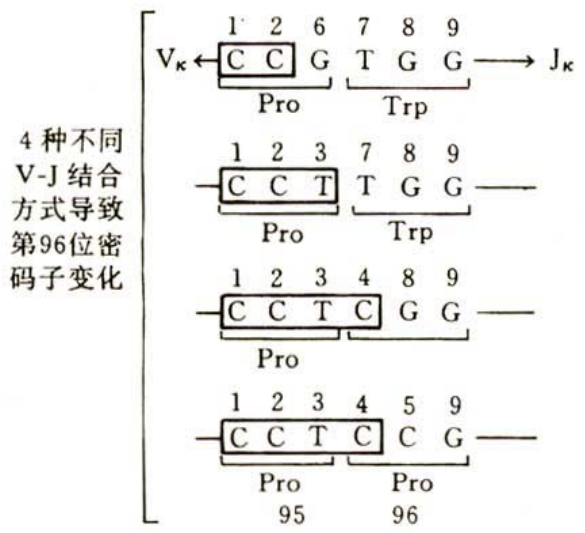 1 2 6 7 8 9
Vκ ← C C G T G G → Jκ
Pro Trp
4种不同
V-J结合
方式导致
第96位密
码子变化
1 2 3 7 8 9
C C T T G G
Pro Trp
1 2 3 4 8 9
C C T C G G
Pro
1 2 3 4 5 9
C C T C C G
Pro Pro
95 96